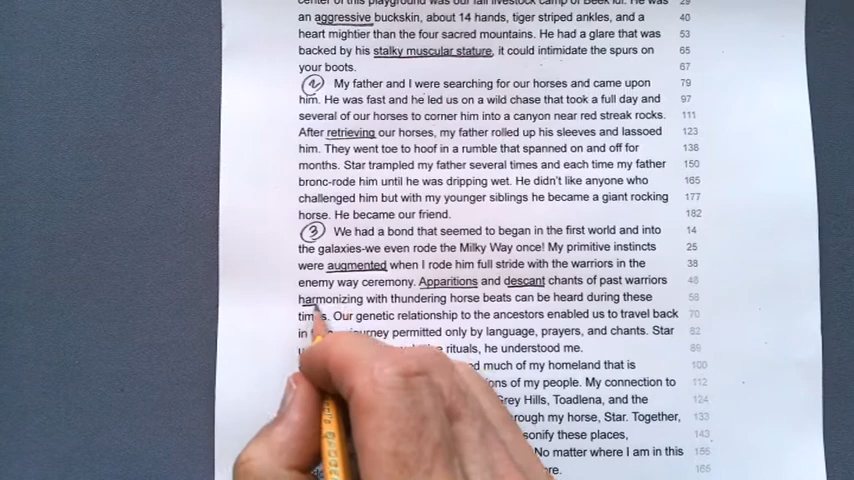 center of this playground was our fall livestock camp of Beek'idi. He was 29
an aggressive buckskin, about 14 hands, tiger striped ankles, and a 40
heart mightier than the four sacred mountains. He had a glare that was 53
backed by his stalky muscular stature, it could intimidate the spurs on 65
your boots. 67
2 My father and I were searching for our horses and came upon 79
him. He was fast and he led us on a wild chase that took a full day and 97
several of our horses to corner him into a canyon near red streak rocks. 111
After retrieving our horses, my father rolled up his sleeves and lassoed 123
him. They went toe to hoof in a rumble that spanned on and off for 138
months. Star trampled my father several times and each time my father 150
bronc-rode him until he was dripping wet. He didn't like anyone who 165
challenged him but with my younger siblings he became a giant rocking 177
horse. He became our friend. 182
3 We had a bond that seemed to began in the first world and into 14
the galaxies-we even rode the Milky Way once! My primitive instincts 25
were augmented when I rode him full stride with the warriors in the 38
enemy way ceremony. Apparitions and descant chants of past warriors 48
harmonizing with thundering horse beats can be heard during these 58
times. Our genetic relationship to the ancestors enabled us to travel back 70
in journey permitted only by language, prayers, and chants. Star 82
rituals, he understood me. 89
much of my homeland that is 100
of my people. My connection to 112
Grey Hills, Toadlena, and the 124
through my horse, Star. Together, 133
these places, 143
No matter where I am in this 155
165